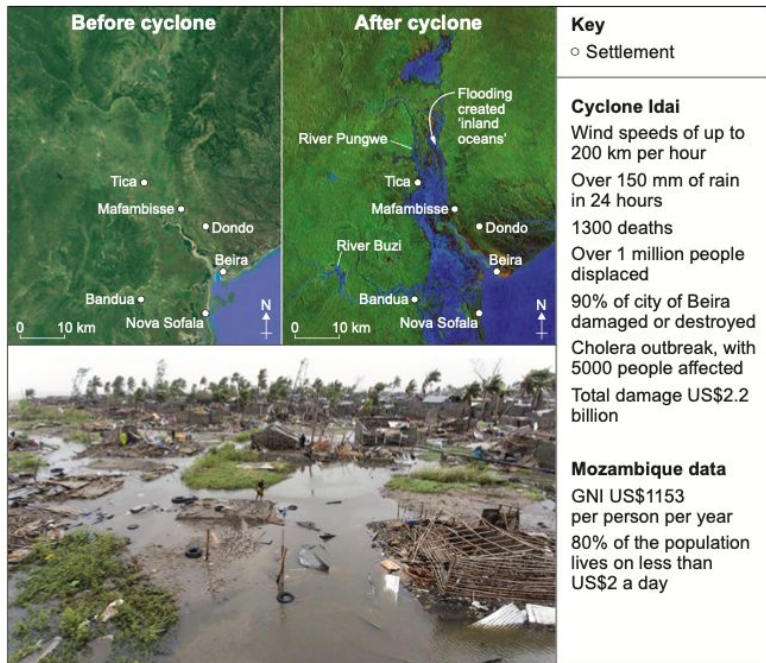 Before cyclone
Tica
Mafambisse
Dondo
Beira
Bandua
Nova Sofala
N
0 10 km
After cyclone
Flooding
created
‘inland
oceans’
River Pungwe
Tica
Mafambisse
Dondo
River Buzi
Beira
Bandua
Nova Sofala
N
0 10 km
Key
Settlement
Cyclone Idai
Wind speeds of up to
200 km per hour
Over 150 mm of rain
in 24 hours
1300 deaths
Over 1 million people
displaced
90% of city of Beira
damaged or destroyed
Cholera outbreak, with
5000 people affected
Total damage US$2.2
billion
Mozambique data
GNI US$1153
per person per year
80% of the population
lives on less than
US$2 a day